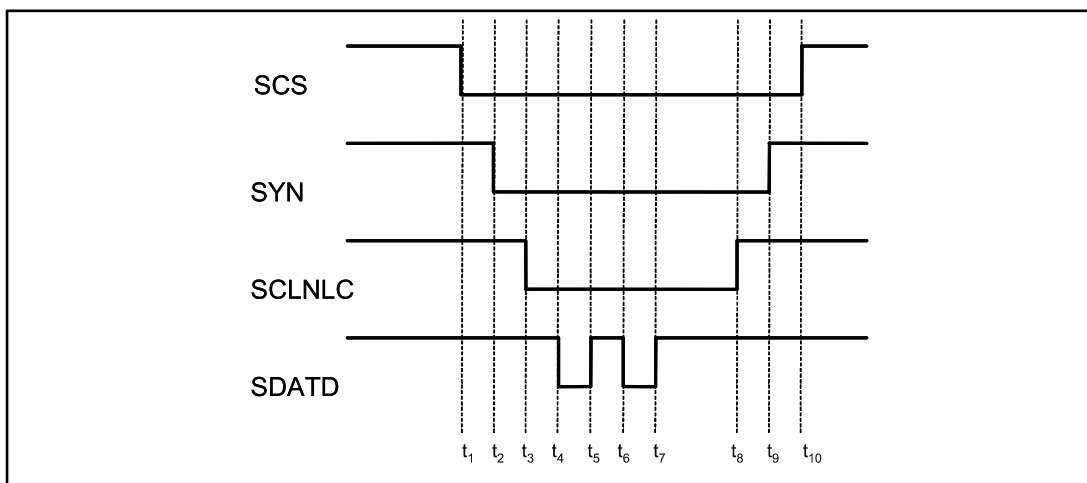 SCS
SYN
SCLNLC
SDATD
t₁ t₂ t₃ t₄ t₅ t₆ t₇ t₈ t₉ t₁₀